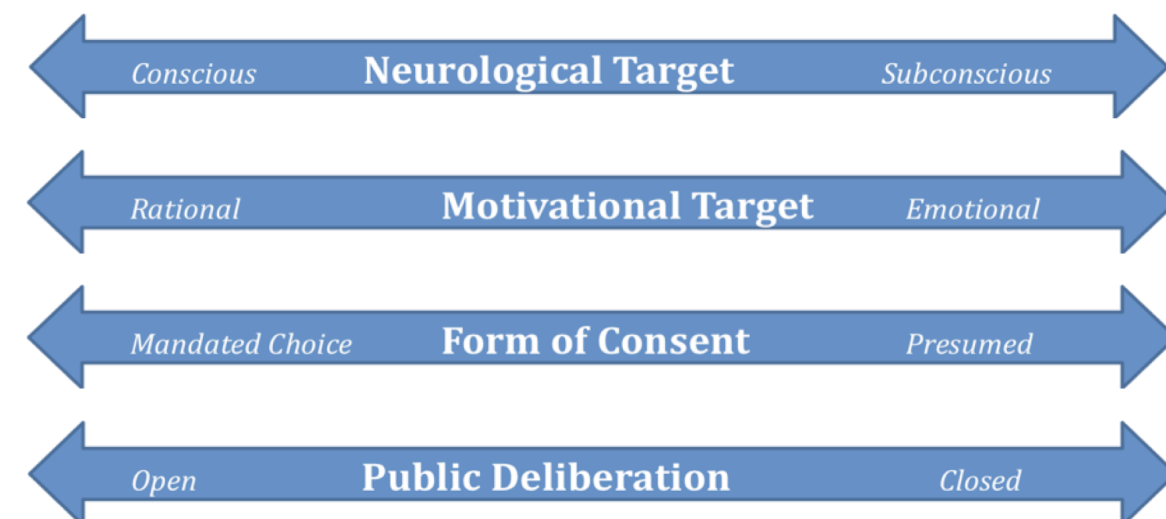 Conscious Neurological Target Subconscious
Rational Motivational Target Emotional
Mandated Choice Form of Consent Presumed
Open Public Deliberation Closed